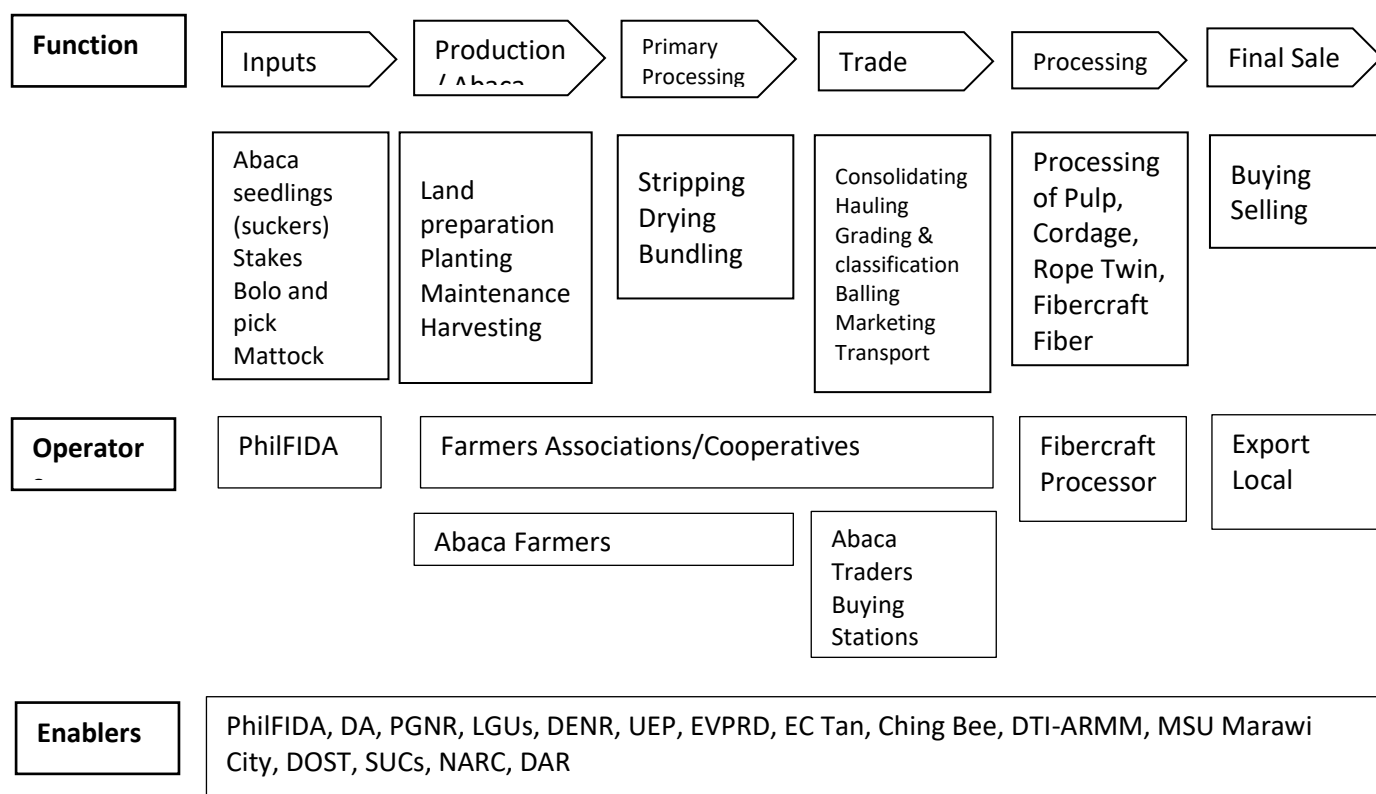 Function
Inputs
Production
/ Abaca
Primary
Processing
Trade
Processing
Final Sale
Abaca
seedlings
(suckers)
Stakes
Bolo and
pick
Mattock
Land
preparation
Planting
Maintenance
Harvesting
Stripping
Drying
Bundling
Consolidating
Hauling
Grading &
classification
Balling
Marketing
Transport
Processing
of Pulp,
Cordage,
Rope Twin,
Fibercraft
Fiber
Buying
Selling
Operator
PhilFIDA
Farmers Associations/Cooperatives
Fibercraft
Processor
Export
Local
Abaca Farmers
Abaca
Traders
Buying
Stations
Enablers
PhilFIDA, DA, PGNR, LGUs, DENR, UEP, EVPRD, EC Tan, Ching Bee, DTI-ARMM, MSU Marawi
City, DOST, SUCs, NARC, DAR